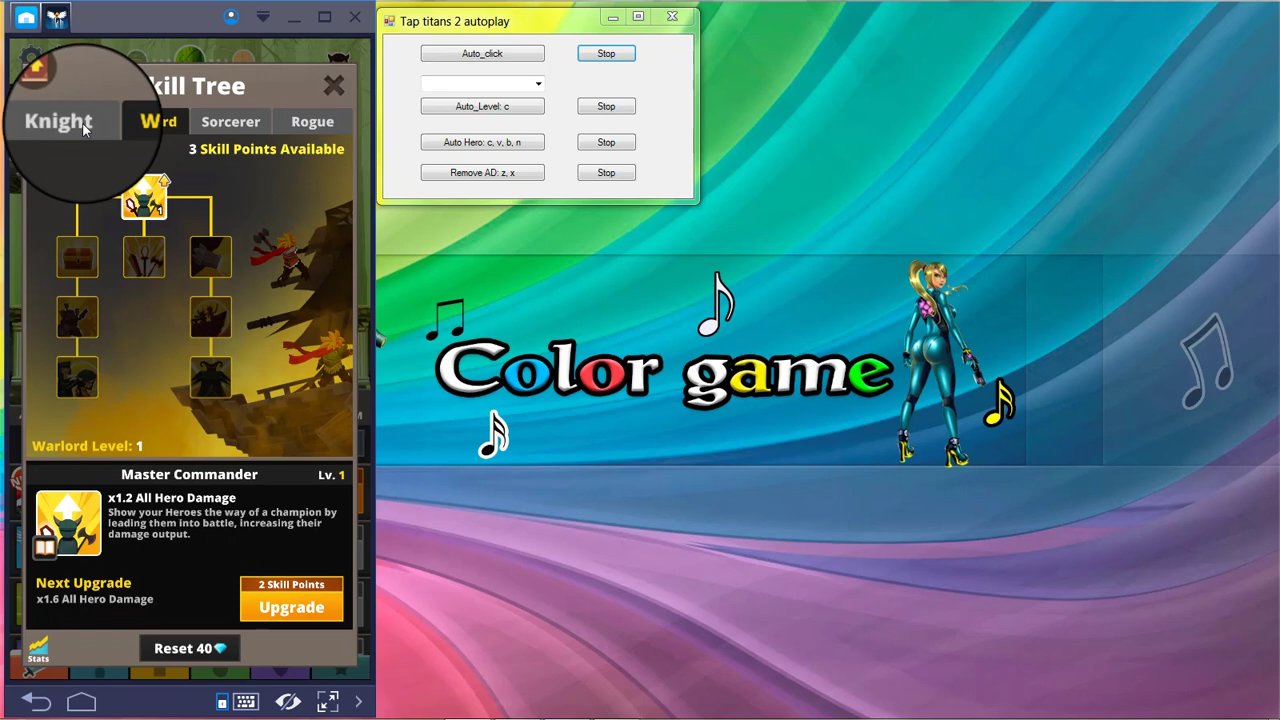 Tap titans 2 autoplay
Auto_click
Stop
Auto_Level: c
Stop
Auto Hero: c, v, b, n
Stop
Remove AD: z, x
Stop
kill Tree
Knight
W rd
Sorcerer
Rogue
3 Skill Points Available
1
Warlord Level: 1
Master Commander
Lv. 1
x1.2 All Hero Damage
Show your Heroes the way of a champion by
leading them into battle, increasing their
damage output.
Next Upgrade
x1.6 All Hero Damage
2 Skill Points
Upgrade
Stats
Reset 40
Color game